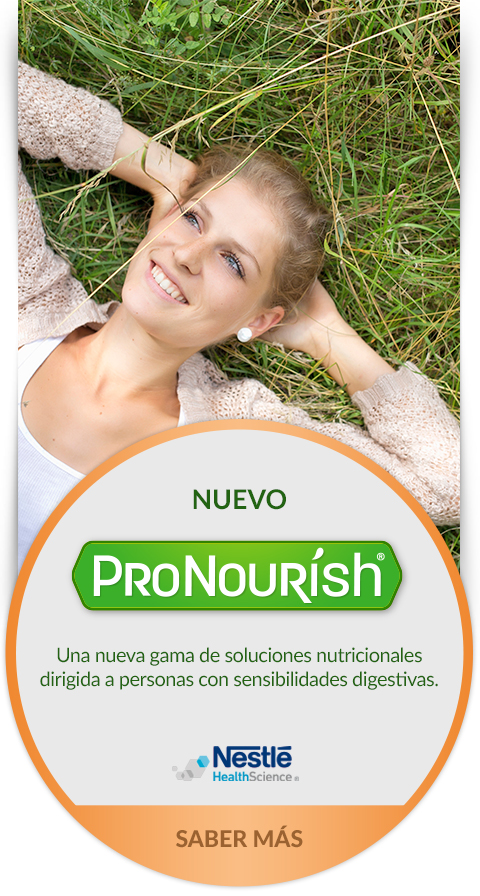 NUEVO
ProNourish®
Una nueva gama de soluciones nutricionales
dirigida a personas con sensibilidades digestivas.
Nestlé
HealthScience®
SABER MÁS